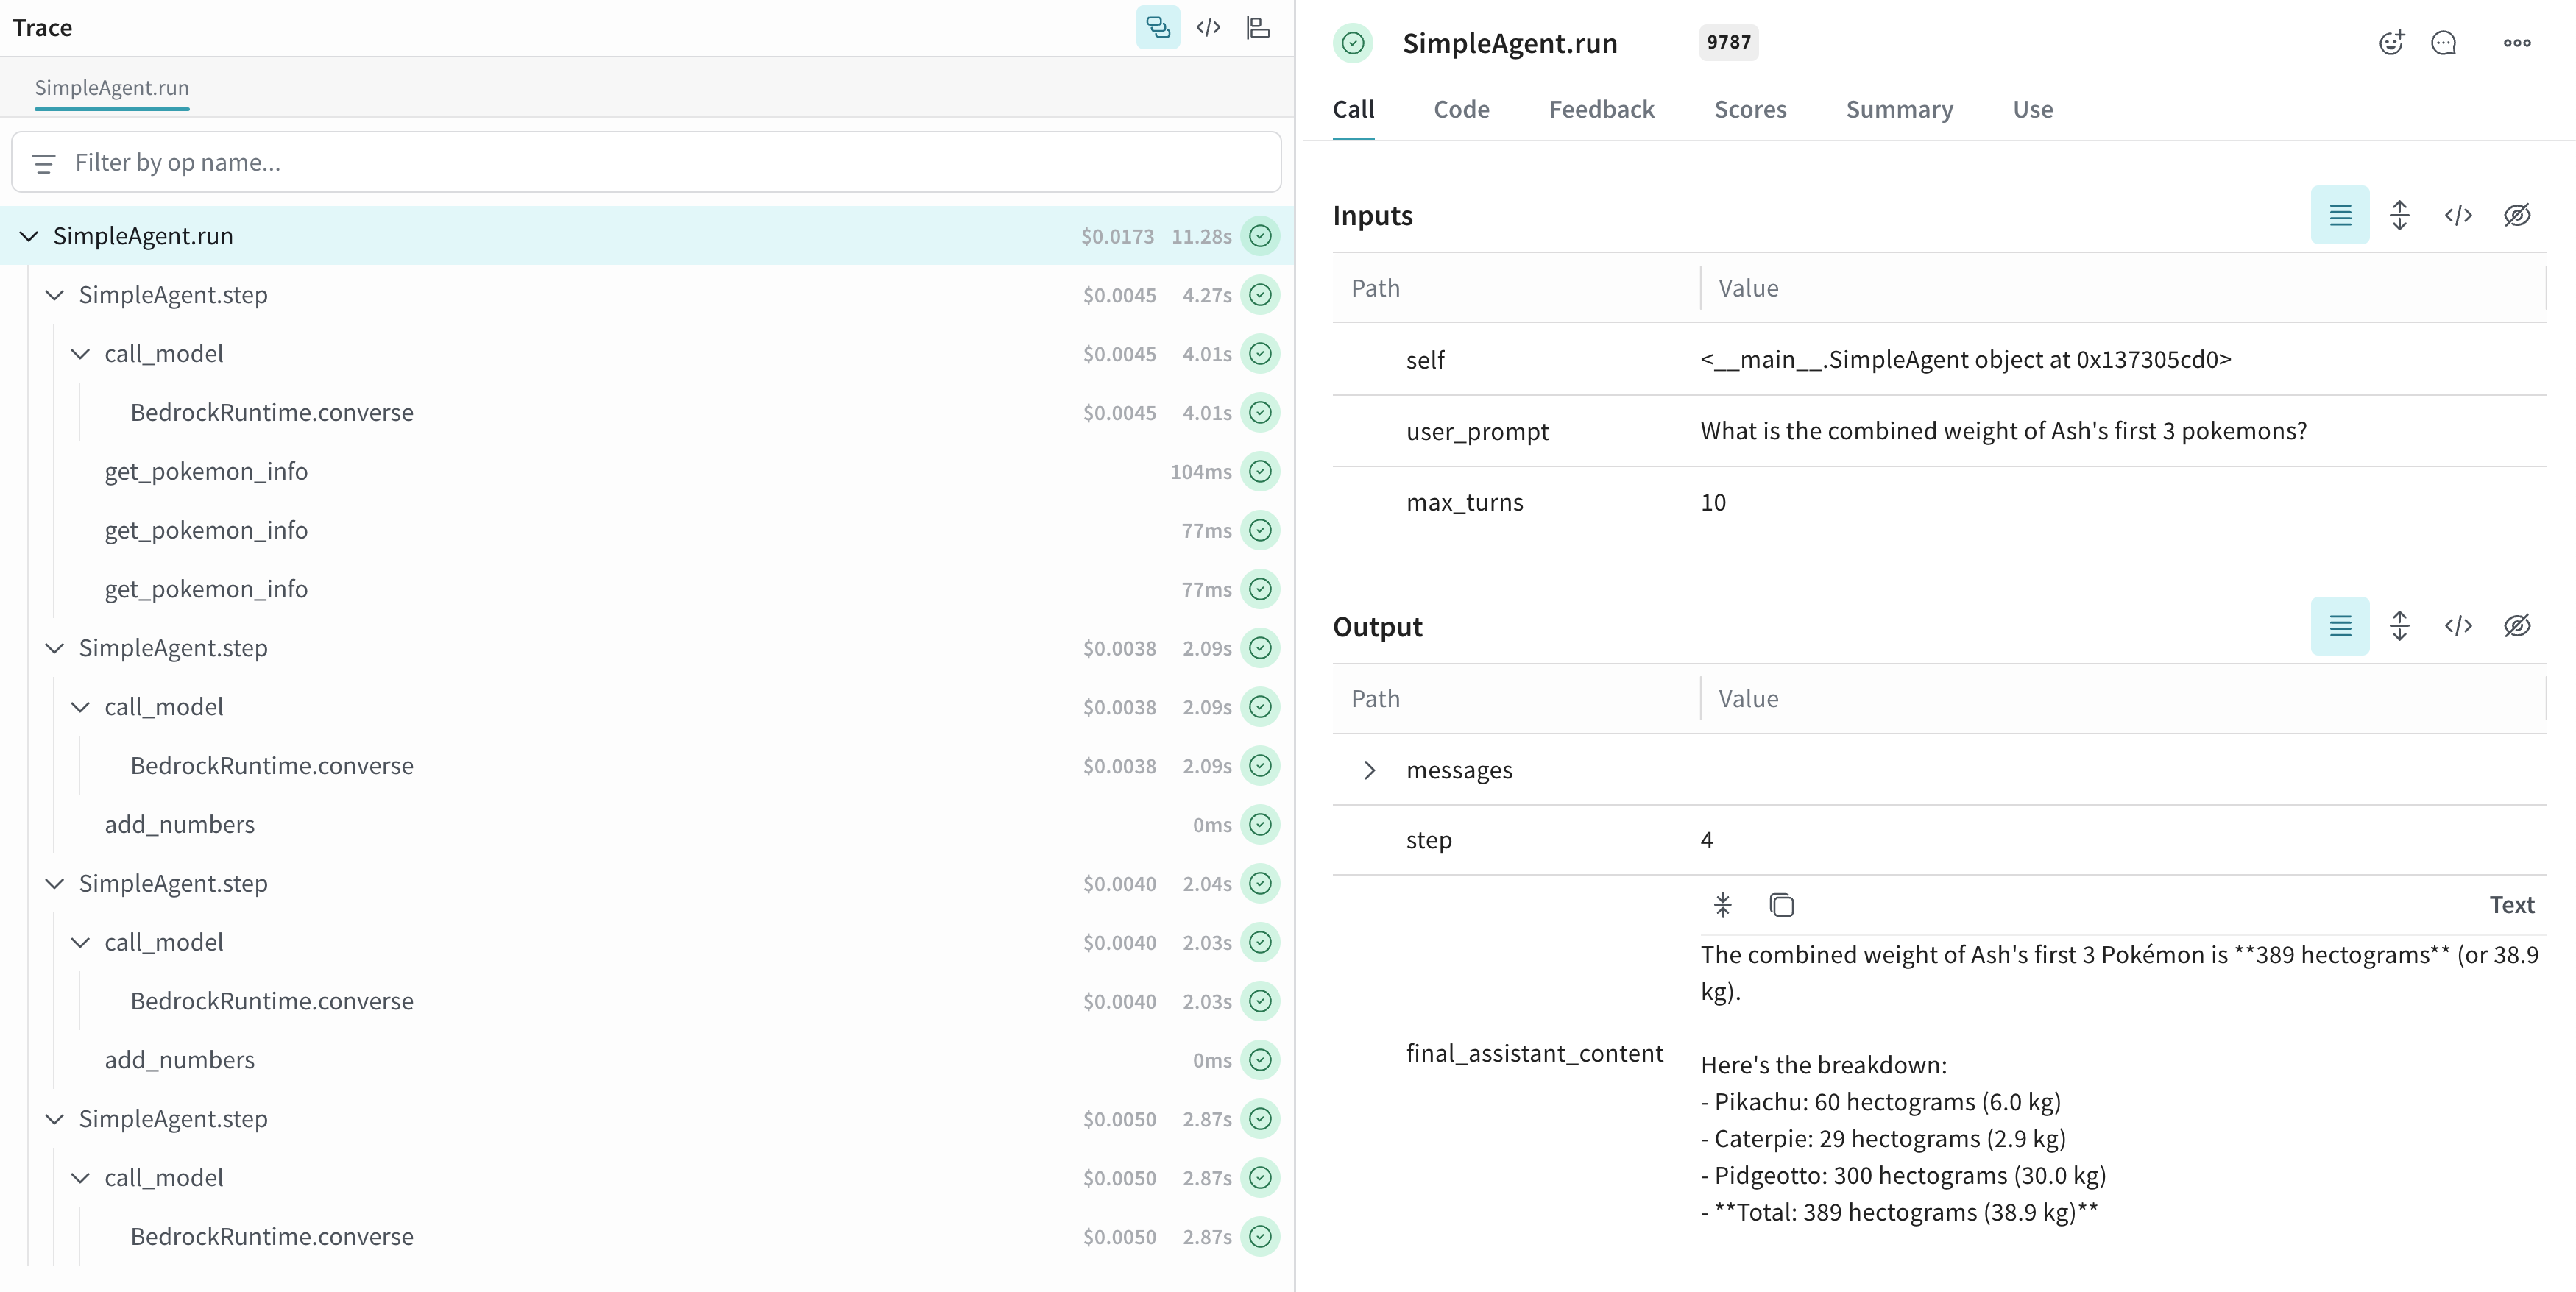 Trace
SimpleAgent.run
Filter by op name...
SimpleAgent.run $0.0173 11.28s
SimpleAgent.step $0.0045 4.27s
call_model $0.0045 4.01s
BedrockRuntime.converse $0.0045 4.01s
get_pokemon_info 104ms
get_pokemon_info 77ms
get_pokemon_info 77ms
SimpleAgent.step $0.0038 2.09s
call_model $0.0038 2.09s
BedrockRuntime.converse $0.0038 2.09s
add_numbers 0ms
SimpleAgent.step $0.0040 2.04s
call_model $0.0040 2.03s
BedrockRuntime.converse $0.0040 2.03s
add_numbers 0ms
SimpleAgent.step $0.0050 2.87s
call_model $0.0050 2.87s
BedrockRuntime.converse $0.0050 2.87s
SimpleAgent.run 9787
Call Code Feedback Scores Summary Use
Inputs
Path Value
self <__main__.SimpleAgent object at 0x137305cd0>
user_prompt What is the combined weight of Ash's first 3 pokemons?
max_turns 10
Output
Path Value
messages
step 4
Text
final_assistant_content
The combined weight of Ash's first 3 Pokémon is **389 hectograms** (or 38.9
kg).
Here's the breakdown:
- Pikachu: 60 hectograms (6.0 kg)
- Caterpie: 29 hectograms (2.9 kg)
- Pidgeotto: 300 hectograms (30.0 kg)
- **Total: 389 hectograms (38.9 kg)**